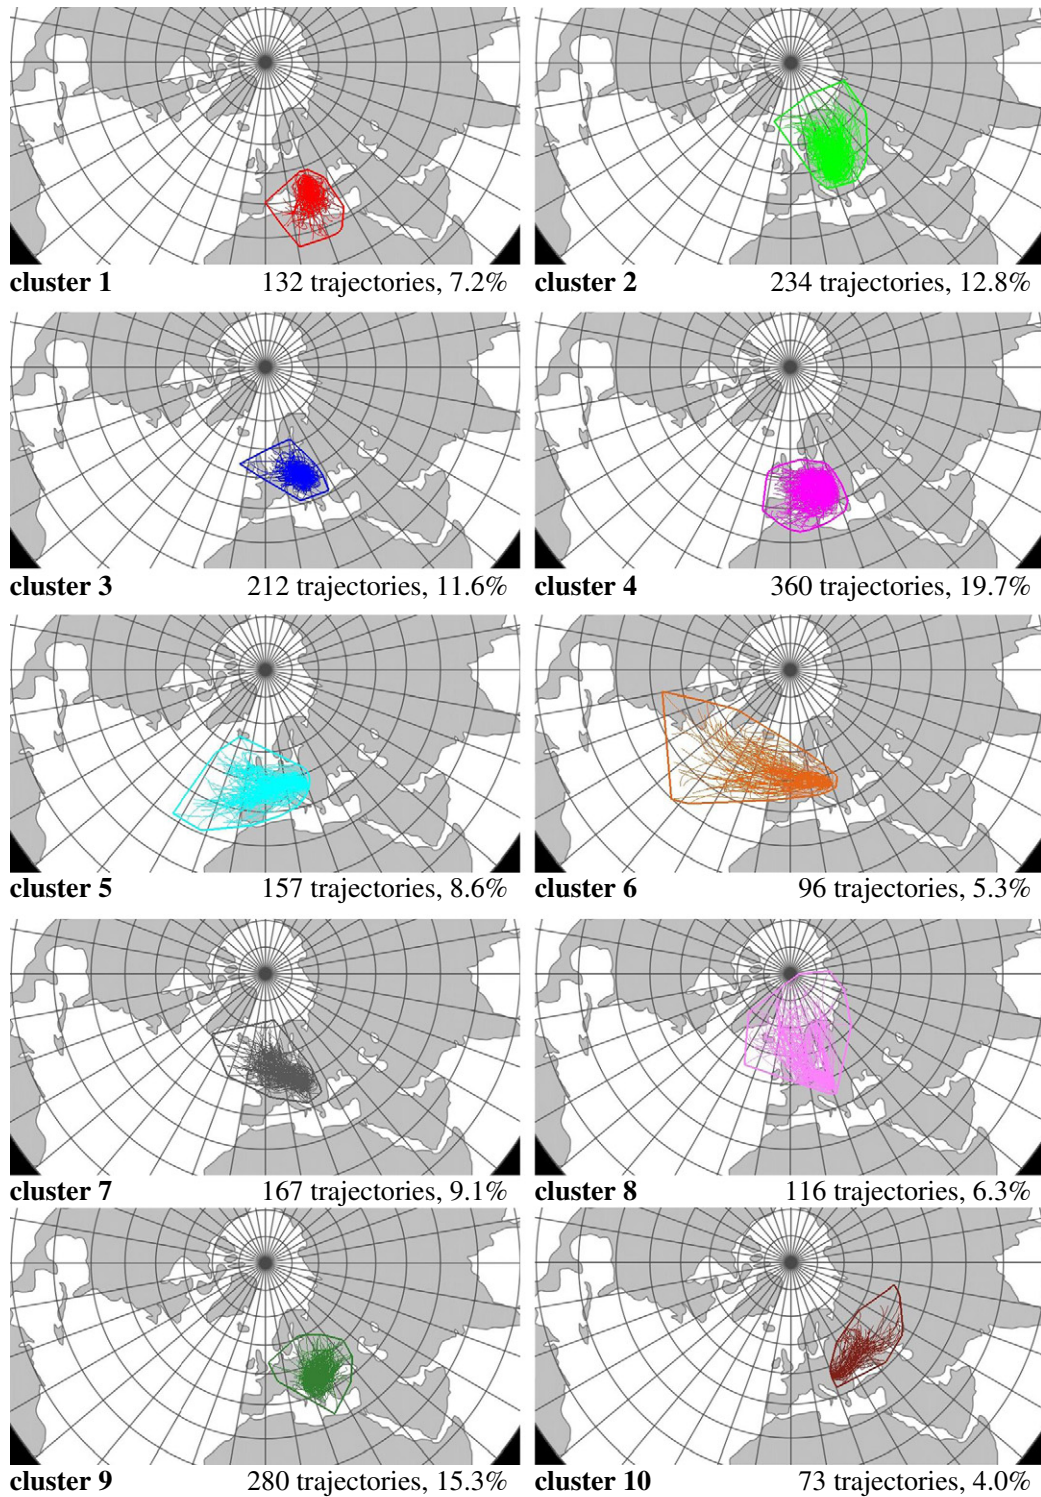 cluster 1 132 trajectories, 7.2%
cluster 2 234 trajectories, 12.8%
cluster 3 212 trajectories, 11.6%
cluster 4 360 trajectories, 19.7%
cluster 5 157 trajectories, 8.6%
cluster 6 96 trajectories, 5.3%
cluster 7 167 trajectories, 9.1%
cluster 8 116 trajectories, 6.3%
cluster 9 280 trajectories, 15.3%
cluster 10 73 trajectories, 4.0%